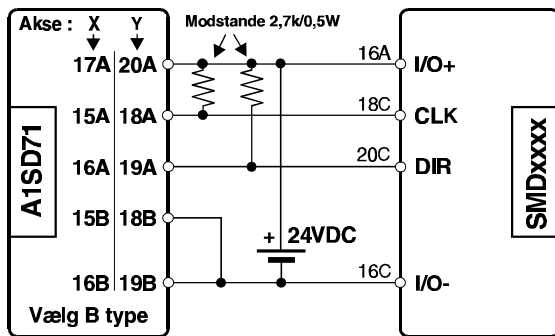 Akse : X Y
Modstande 2,7k/0,5W
17A 20A 16A I/O+
15A 18A 18C CLK
16A 19A 20C DIR
15B 18B
+ 24VDC
16B 19B 16C I/O-
Vælg B type
A1SD71
SMDxxxx